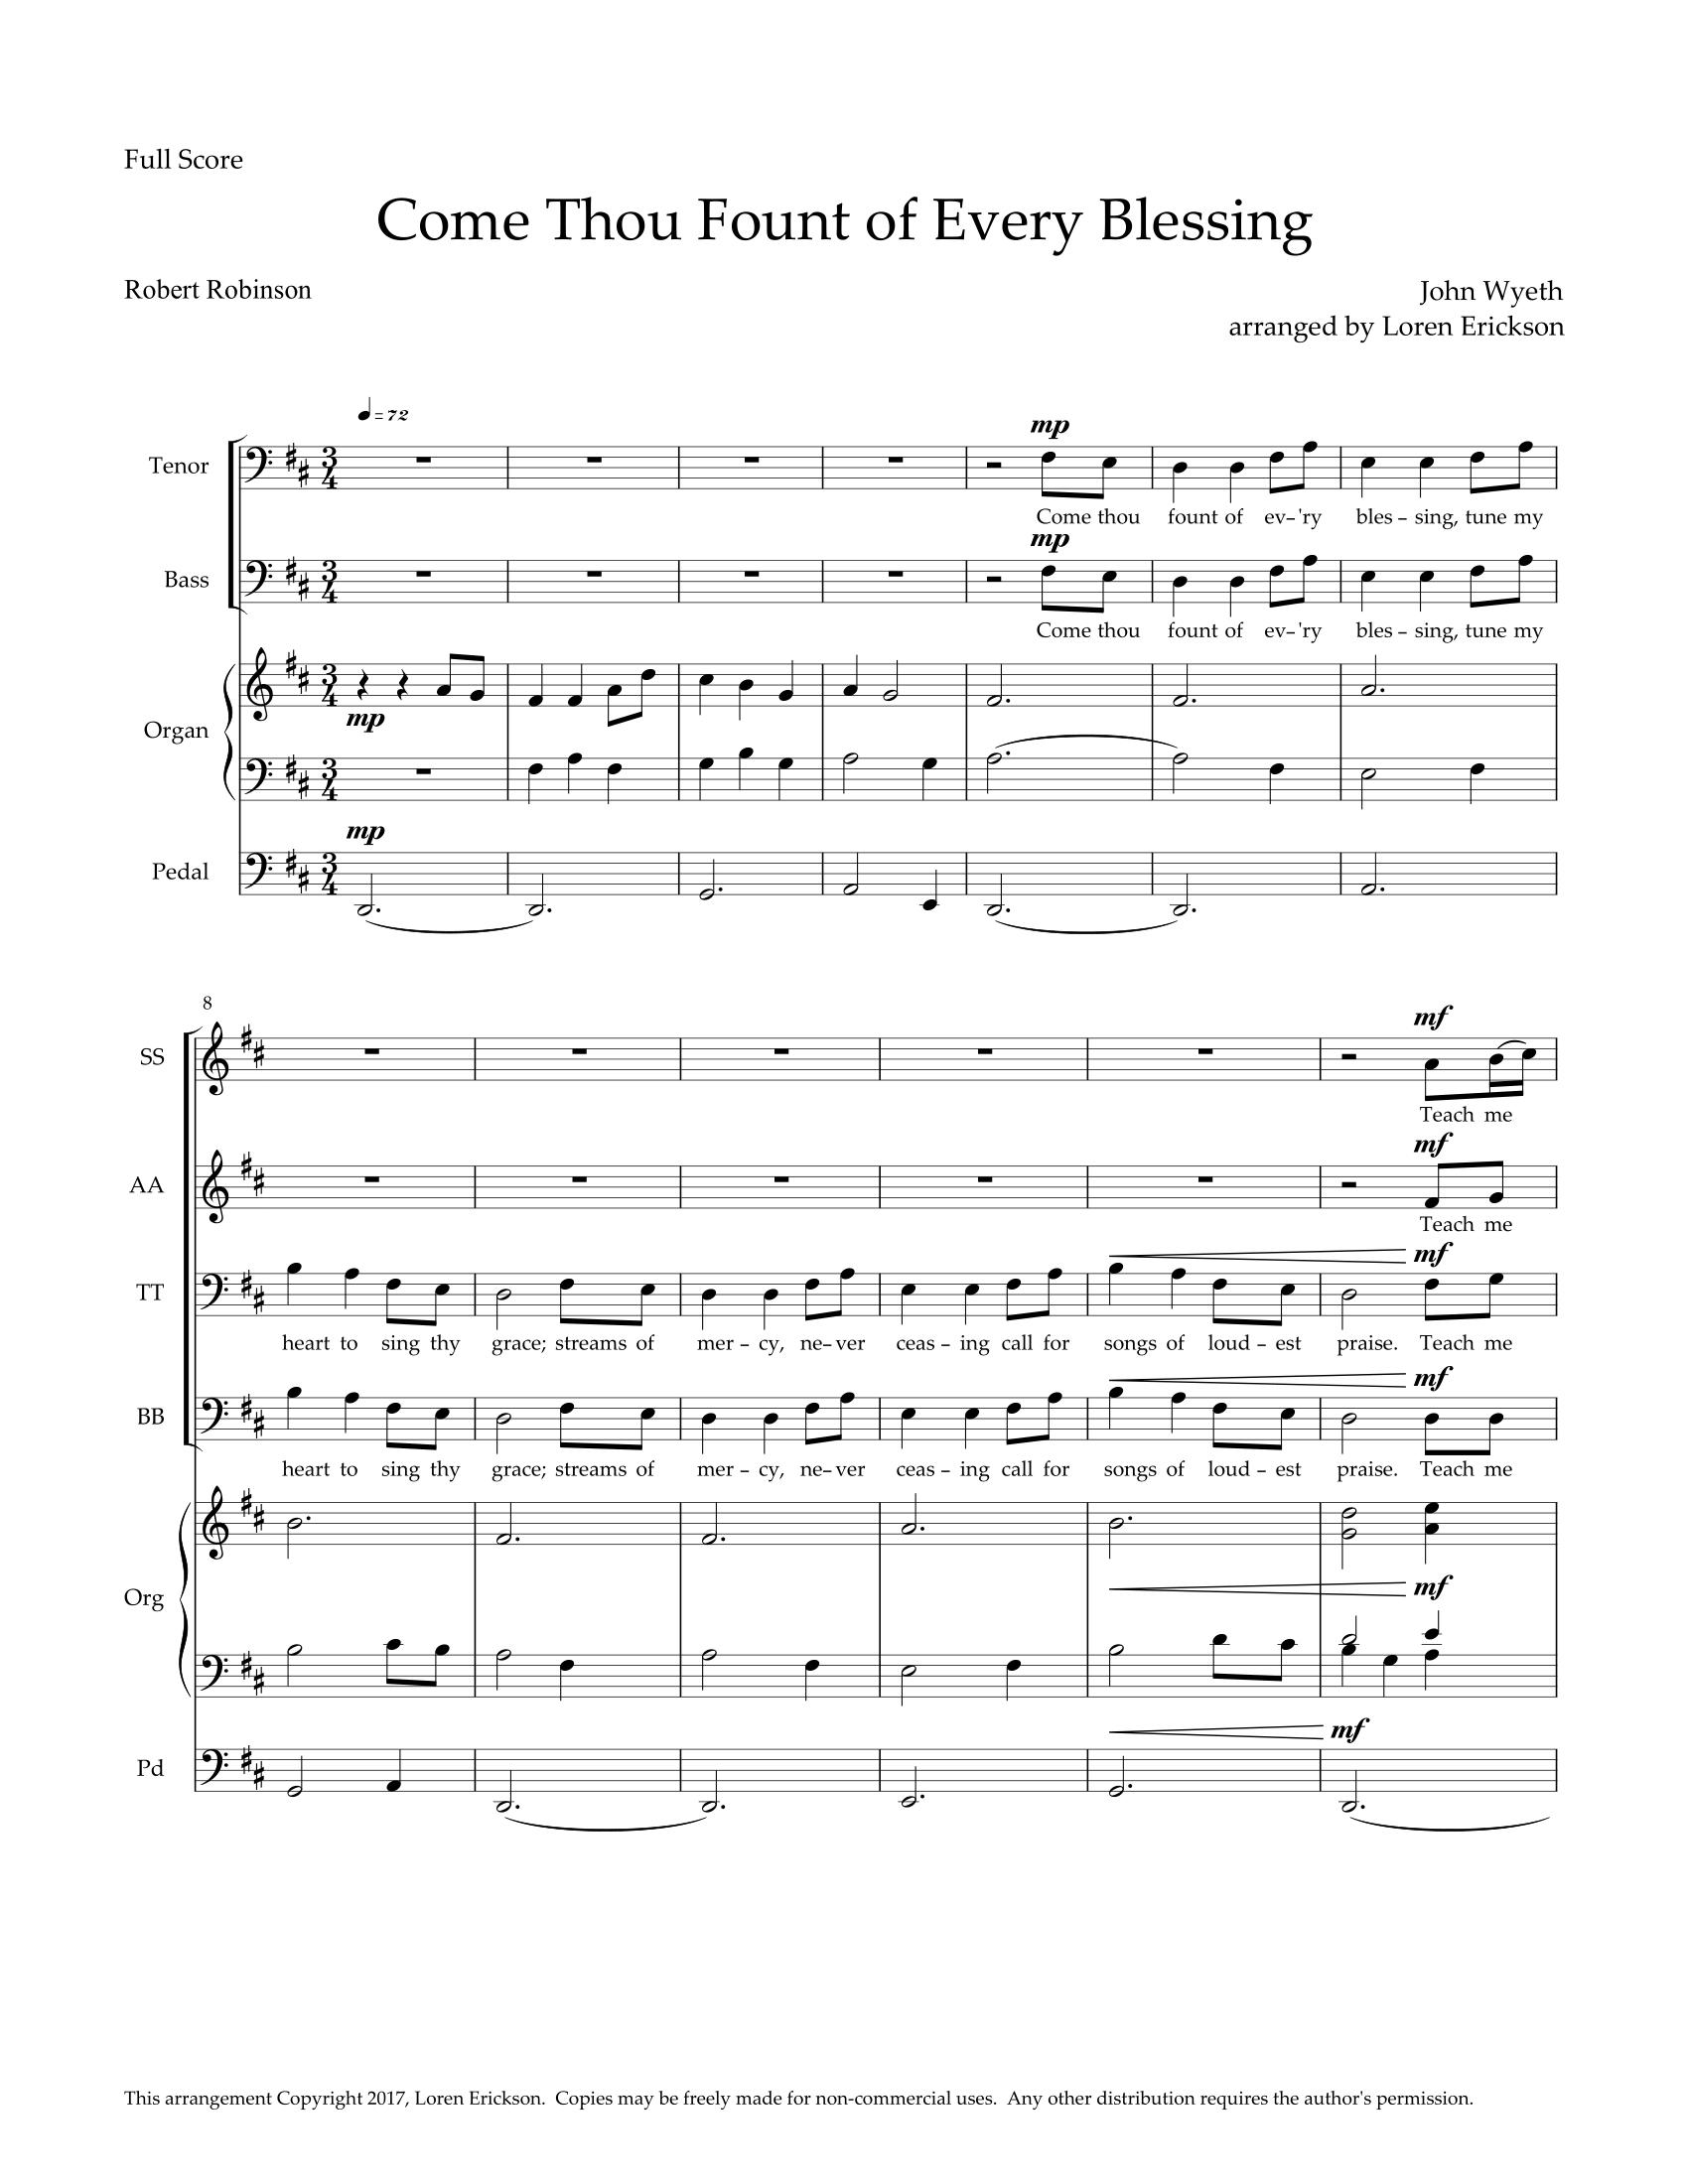 Full Score
Come Thou Fount of Every Blessing
Robert Robinson
John Wyeth
arranged by Loren Erickson
♩ = 72
mp
Tenor
Come thou fount of ev-'ry bles - sing, tune my
mp
Bass
Come thou fount of ev-'ry bles - sing, tune my
mp
Organ
mp
Pedal
8
mf
SS
Teach me
mf
AA
Teach me
mf
TT
heart to sing thy grace; streams of mer - cy, ne-ver ceas - ing call for songs of loud - est praise. Teach me
mf
BB
heart to sing thy grace; streams of mer - cy, ne-ver ceas - ing call for songs of loud - est praise. Teach me
mf
Org
mf
Pd
This arrangement Copyright 2017, Loren Erickson.  Copies may be freely made for non-commercial uses.  Any other distribution requires the author's permission.